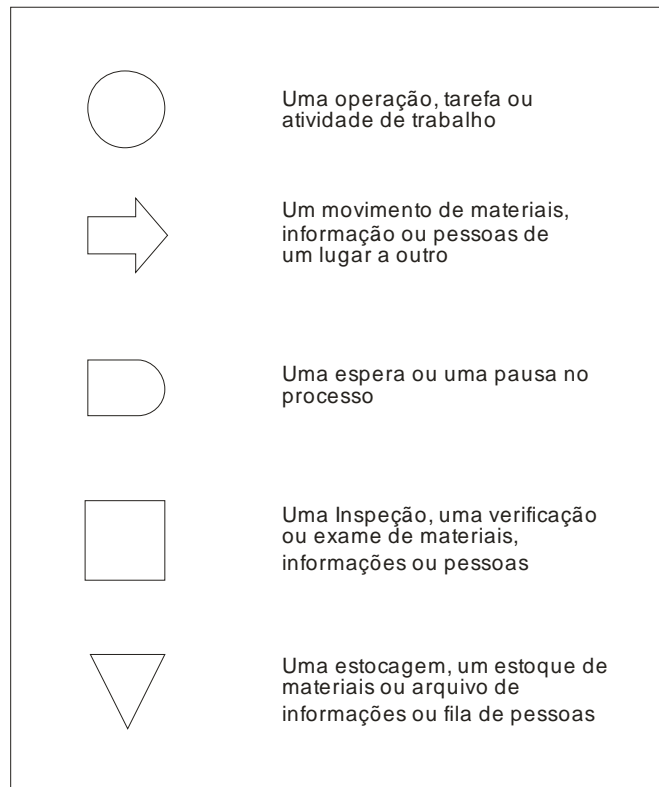 Uma operação, tarefa ou
atividade de trabalho
Um movimento de materiais,
informação ou pessoas de
um lugar a outro
Uma espera ou uma pausa no
processo
Uma Inspeção, uma verificação
ou exame de materiais,
informações ou pessoas
Uma estocagem, um estoque de
materiais ou arquivo de
informações ou fila de pessoas